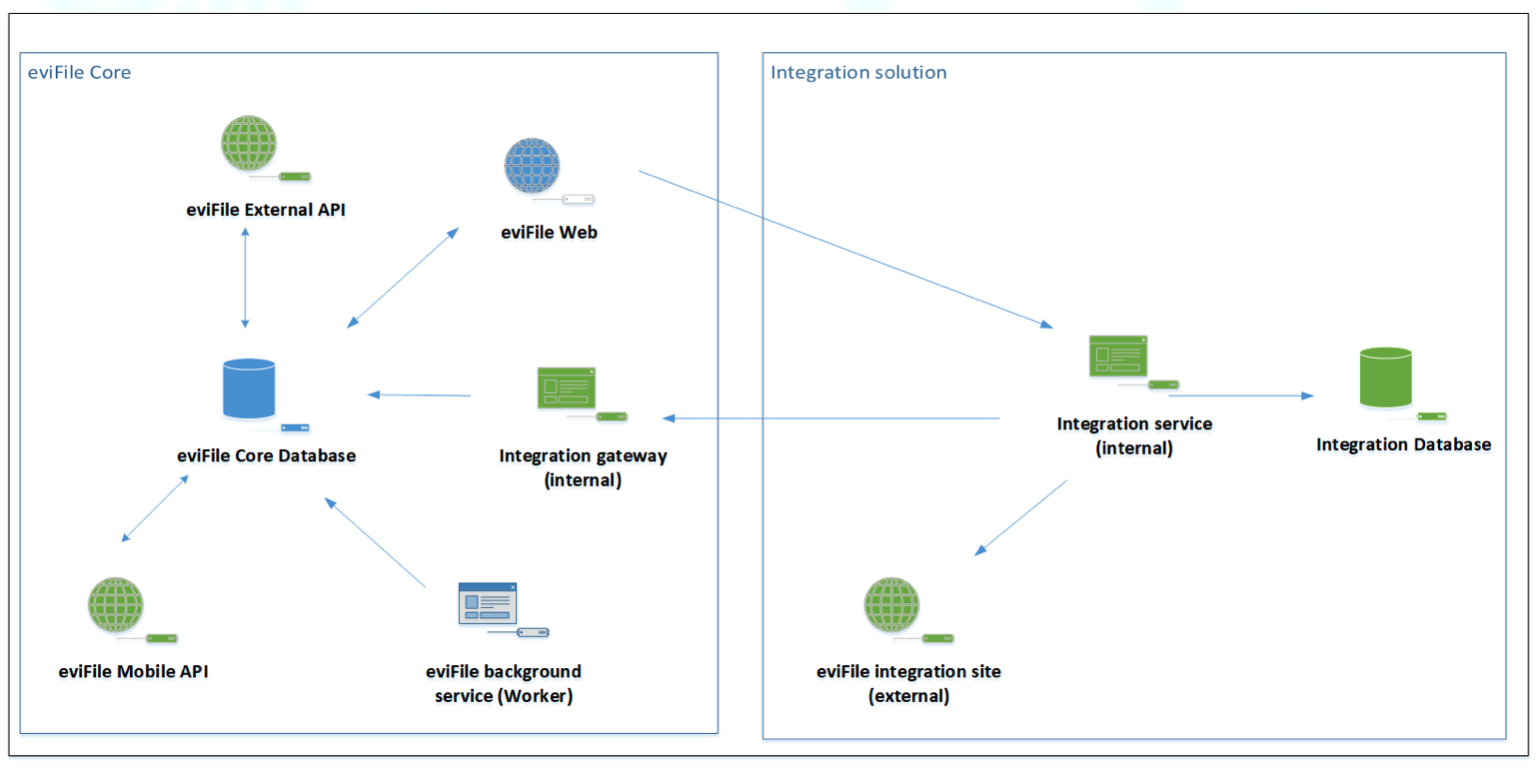 eviFile Core
Integration solution
eviFile External API
eviFile Web
eviFile Core Database
Integration gateway
(internal)
Integration service
(internal)
Integration Database
eviFile Mobile API
eviFile background
service (Worker)
eviFile integration site
(external)